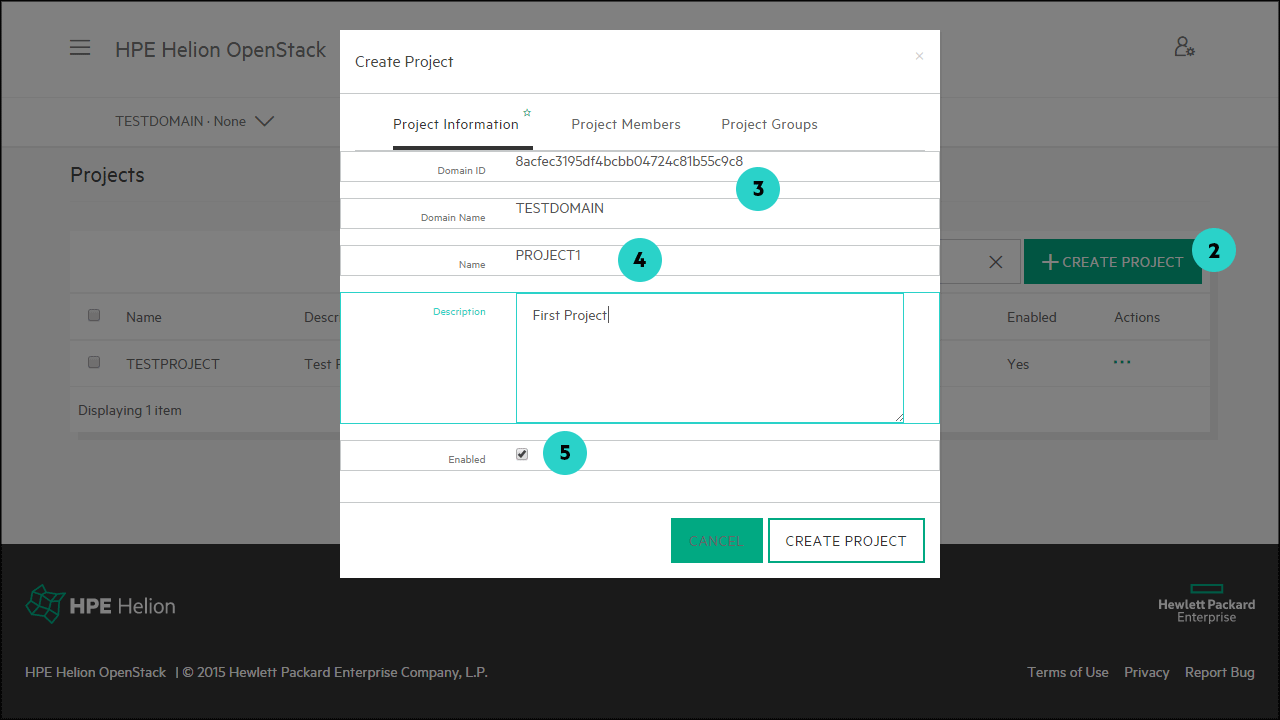 HPE Helion OpenStack
Create Project
×
TESTDOMAIN · None
Project Information
Project Members
Project Groups
Projects
Domain ID
8acfec3195df4bcbb04724c81b55c9c8
3
Domain Name
TESTDOMAIN
Name
PROJECT1
4
CREATE PROJECT
2
Description
First Project
Name
Descr
Enabled
Actions
TESTPROJECT
Test P
Yes
Displaying 1 item
Enabled
5
CANCEL
CREATE PROJECT
HPE Helion
Hewlett Packard
Enterprise
HPE Helion OpenStack | © 2015 Hewlett Packard Enterprise Company, L.P.
Terms of Use Privacy Report Bug